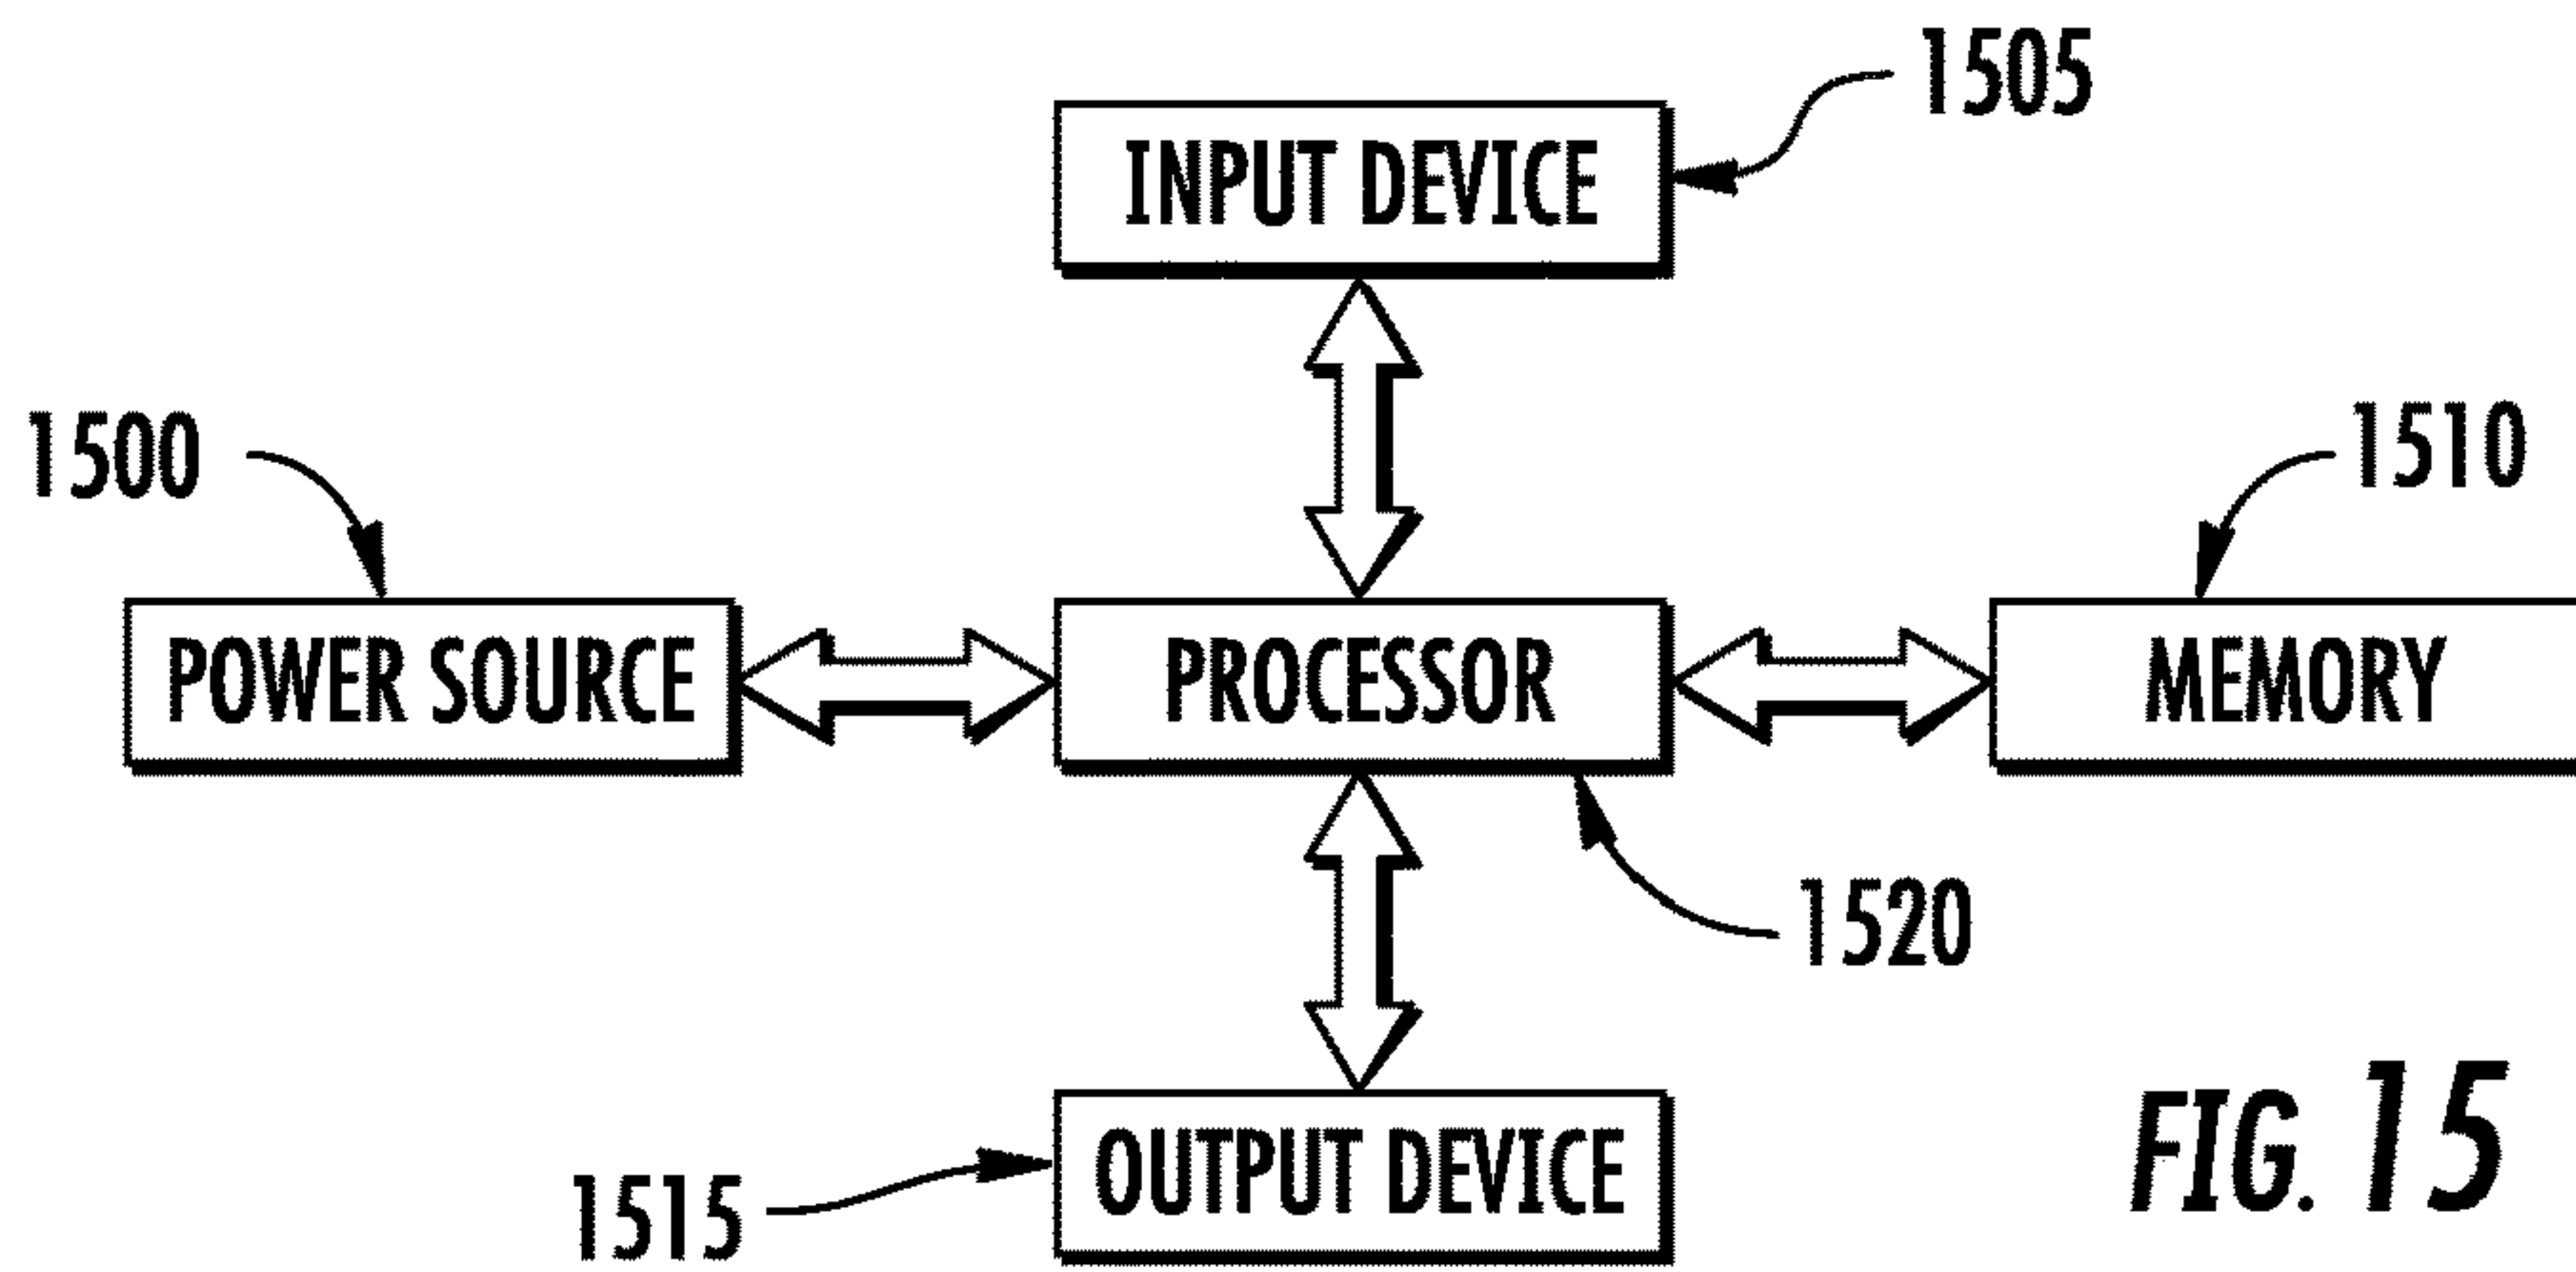 1505
INPUT DEVICE
1500
1510
POWER SOURCE
PROCESSOR
MEMORY
1520
OUTPUT DEVICE
1515
FIG. 15